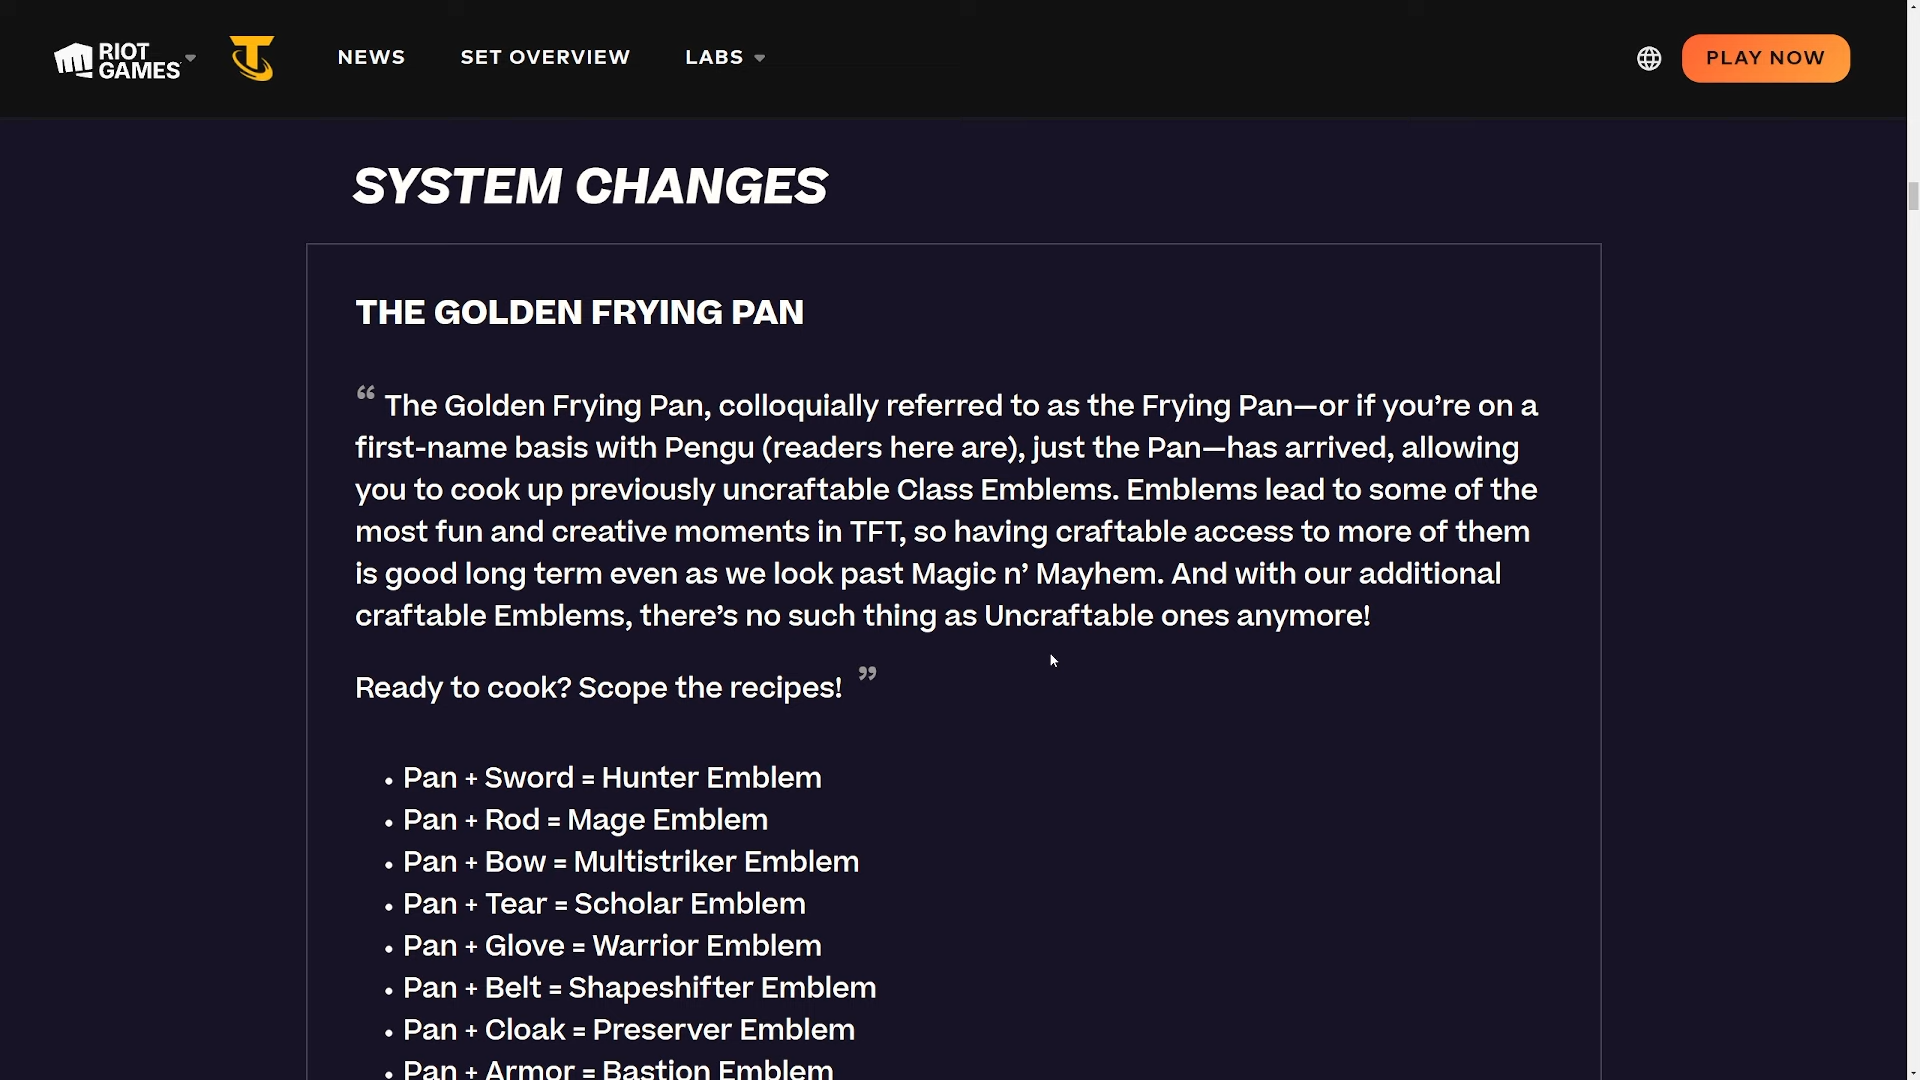 RIOT
GAMES
NEWS
SET OVERVIEW
LABS
PLAY NOW
SYSTEM CHANGES
THE GOLDEN FRYING PAN
“ The Golden Frying Pan, colloquially referred to as the Frying Pan—or if you’re on a
first-name basis with Pengu (readers here are), just the Pan—has arrived, allowing
you to cook up previously uncraftable Class Emblems. Emblems lead to some of the
most fun and creative moments in TFT, so having craftable access to more of them
is good long term even as we look past Magic n’ Mayhem. And with our additional
craftable Emblems, there’s no such thing as Uncraftable ones anymore!
Ready to cook? Scope the recipes! ”
• Pan + Sword = Hunter Emblem
• Pan + Rod = Mage Emblem
• Pan + Bow = Multistriker Emblem
• Pan + Tear = Scholar Emblem
• Pan + Glove = Warrior Emblem
• Pan + Belt = Shapeshifter Emblem
• Pan + Cloak = Preserver Emblem
• Pan + Armor = Bastion Emblem